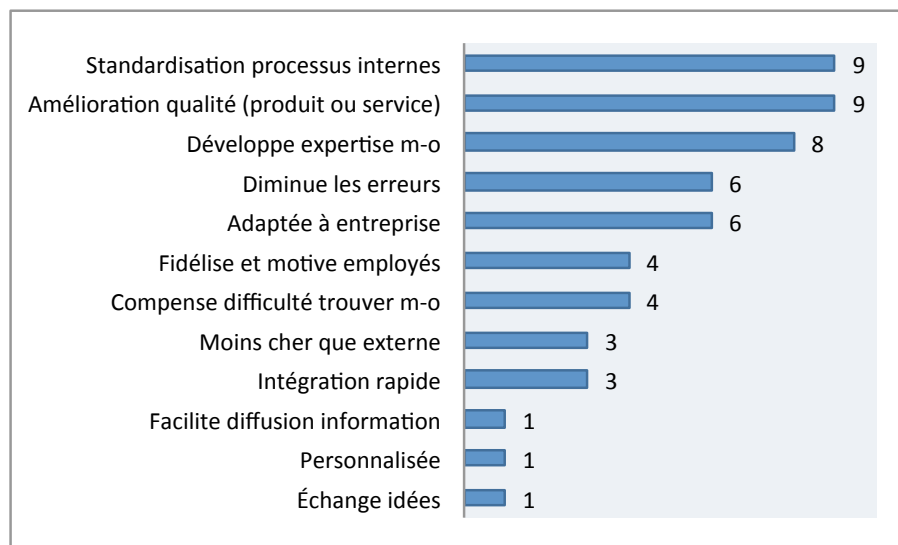 Standardisation processus internes 9
Amélioration qualité (produit ou service) 9
Développe expertise m-o 8
Diminue les erreurs 6
Adaptée à entreprise 6
Fidélise et motive employés 4
Compense difficulté trouver m-o 4
Moins cher que externe 3
Intégration rapide 3
Facilite diffusion information 1
Personnalisée 1
Échange idées 1